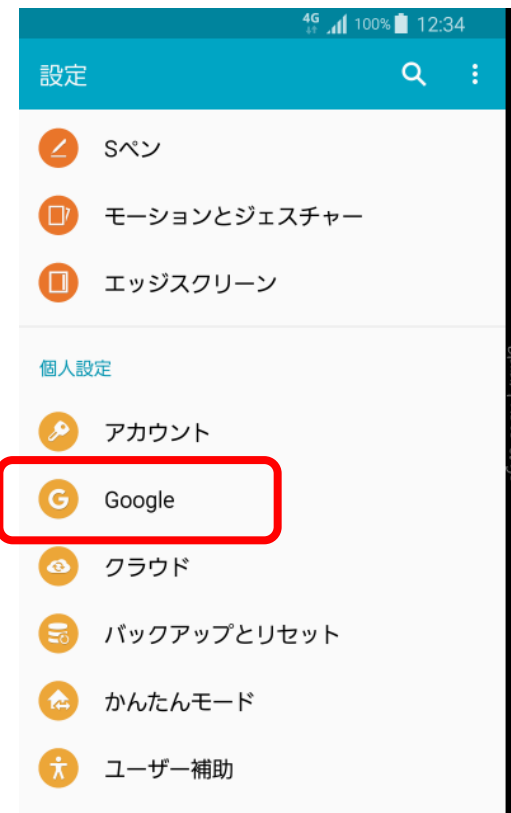 4G 100% 12:34
設定
Sペン
モーションとジェスチャー
エッジスクリーン
個人設定
アカウント
Google
クラウド
バックアップとリセット
かんたんモード
ユーザー補助